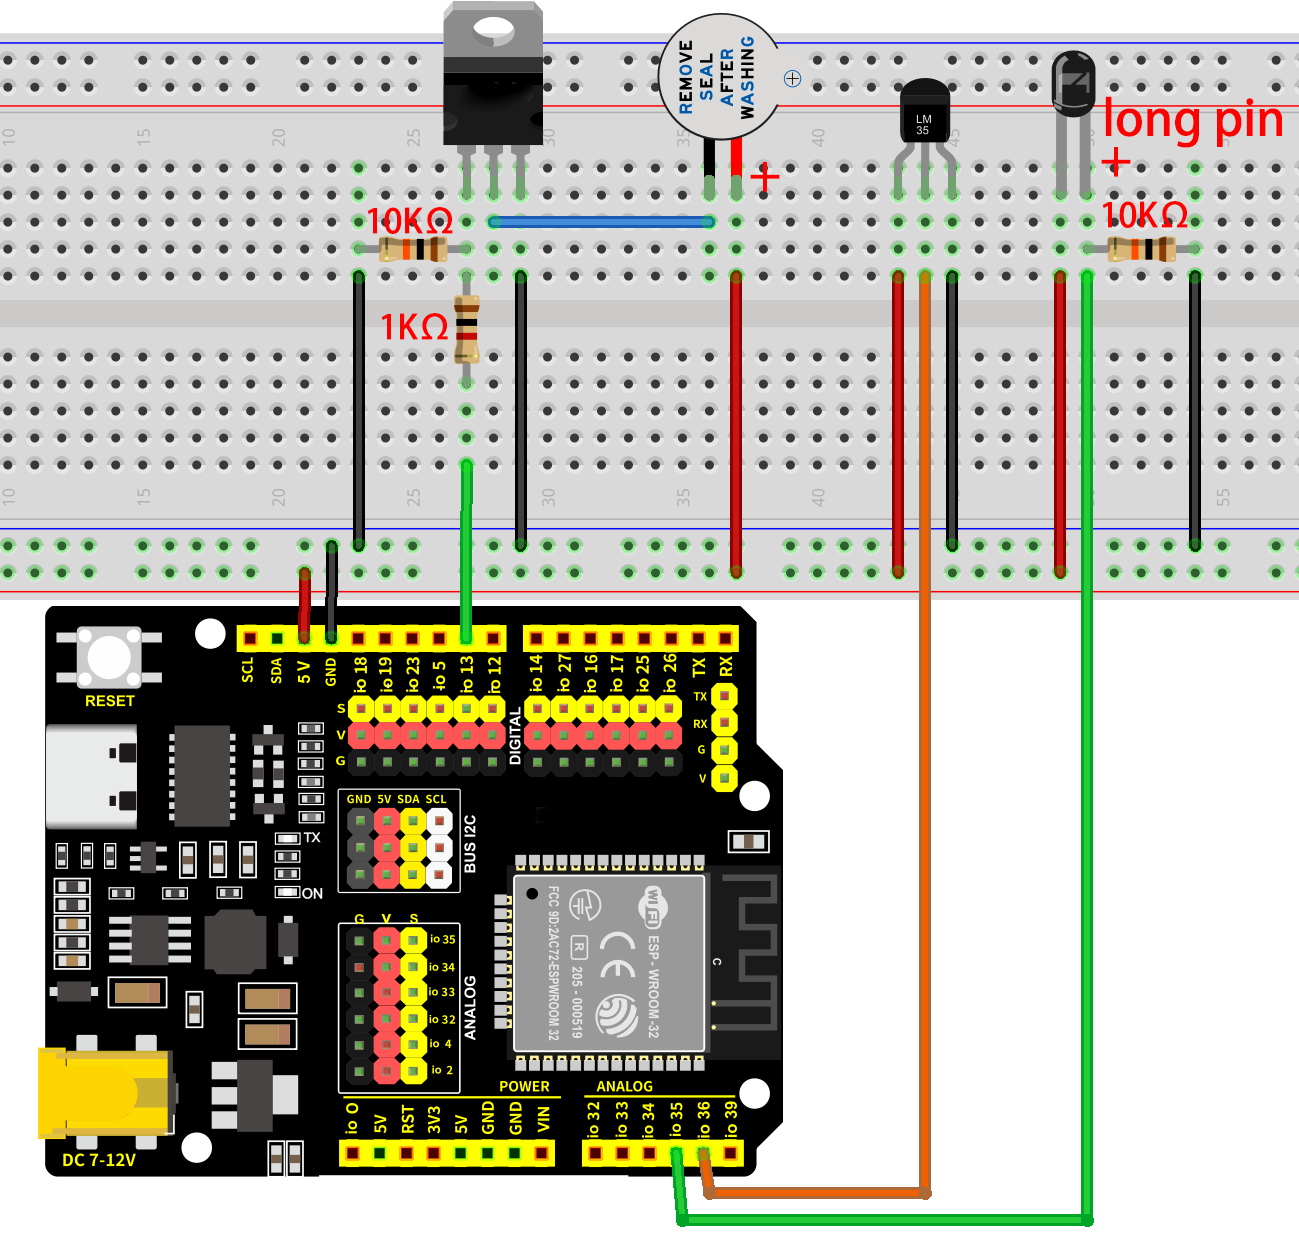 REMOVE
SEAL
AFTER
WASHING
+
LM
35
long pin
+
10
15
30
35
40
45
10KΩ
10KΩ
1KΩ
10
15
20
25
30
35
40
55
RESET
SCL
SDA
5 V
GND
io 18
io 19
io 23
io 5
io 13
io 12
io 14
io 27
io 16
io 17
io 25
io 26
TX
RX
S
V
G
DIGITAL
TX
RX
G
V
GND 5V SDA SCL
BUS I2C
TX
ON
G V S
io 35
io 34
io 33
io 32
io 4
io 2
ANALOG
WiFi
ESP - WROOM -32
CE
R
205 - 000519
FCC 9D:2AC72-ESPWROOM 32
C
POWER
ANALOG
io O
5V
RST
3V3
5V
GND
GND
VIN
io 32
io 33
io 34
io 35
io 36
io 39
DC 7-12V